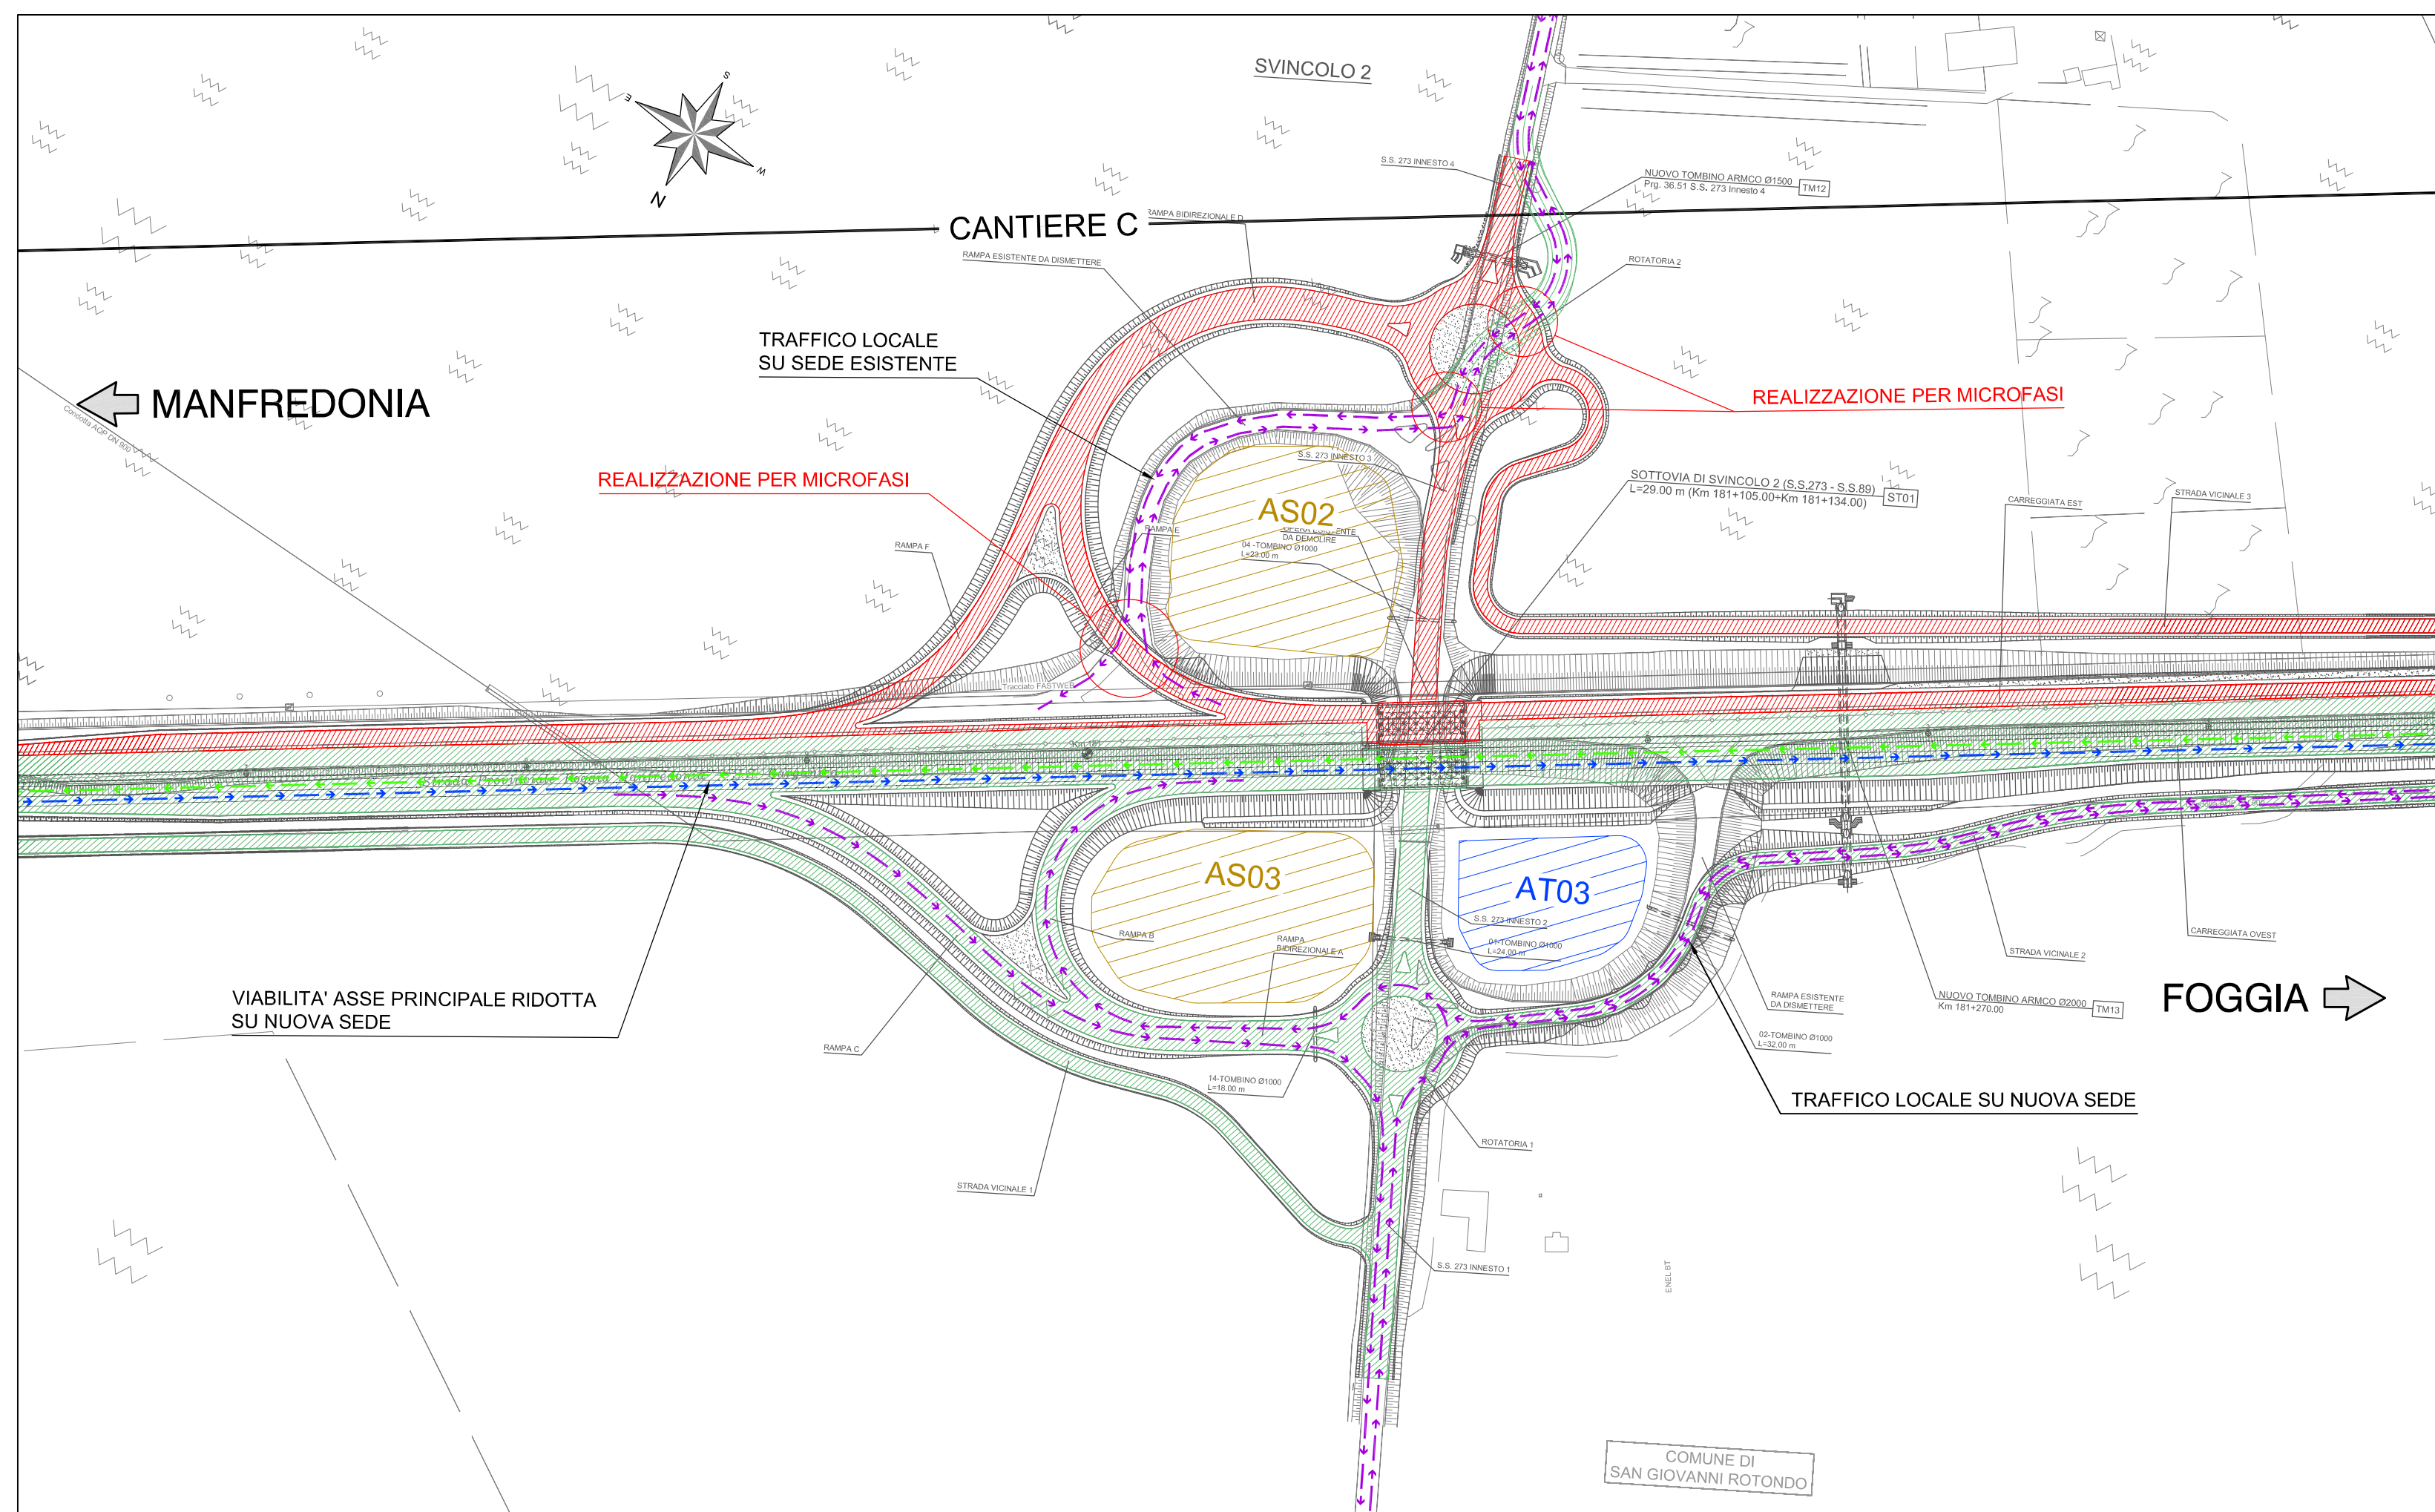 SVINCOLO 2
S
E
W
N
S.S. 273 INNESTO 4
NUOVO TOMBINO ARMCO Ø1500
Prg. 36.51 S.S. 273 Innesto 4
TM12
CANTIERE C
RAMPA BIDIREZIONALE D
RAMPA ESISTENTE DA DISMETTERE
ROTATORIA 2
TRAFFICO LOCALE
SU SEDE ESISTENTE
MANFREDONIA
Condotta AQP DN 900
REALIZZAZIONE PER MICROFASI
REALIZZAZIONE PER MICROFASI
S.S. 273 INNESTO 3
SOTTOVIA DI SVINCOLO 2 (S.S.273 - S.S.89)
L=29.00 m (Km 181+105.00÷Km 181+134.00)
ST01
CARREGGIATA EST
STRADA VICINALE 3
AS02
RAMPA E
DA DEMOLIRE
04 -TOMBINO Ø1000
L=23.00 m
RAMPA F
Tracciato FASTWEB
AS03
AT03
S.S. 273 INNESTO 2
RAMPA B
RAMPA
BIDIREZIONALE A
01-TOMBINO Ø1000
L=24.00 m
CARREGGIATA OVEST
STRADA VICINALE 2
VIABILITA' ASSE PRINCIPALE RIDOTTA
SU NUOVA SEDE
RAMPA ESISTENTE
DA DISMETTERE
NUOVO TOMBINO ARMCO Ø2000
Km 181+270.00
TM13
FOGGIA
RAMPA C
02-TOMBINO Ø1000
L=32.00 m
14-TOMBINO Ø1000
L=18.00 m
TRAFFICO LOCALE SU NUOVA SEDE
ROTATORIA 1
STRADA VICINALE 1
S.S. 273 INNESTO 1
ENEL BT
COMUNE DI
SAN GIOVANNI ROTONDO